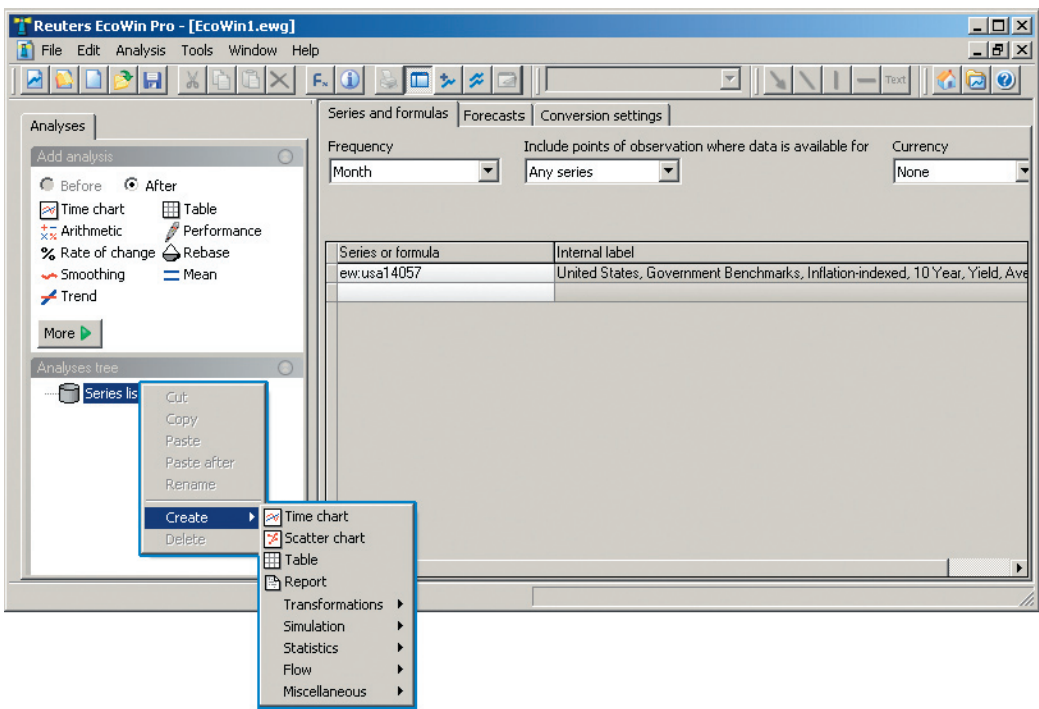 Reuters EcoWin Pro - [EcoWin1.ewg]
File Edit Analysis Tools Window Help
Text
Analyses
Add analysis
Before After
Time chart Table
Arithmetic Performance
% Rate of change Rebase
Smoothing Mean
Trend
More
Analyses tree
Series lis
Cut
Copy
Paste
Paste after
Rename
Create
Delete
Time chart
Scatter chart
Table
Report
Transformations
Simulation
Statistics
Flow
Miscellaneous
Series and formulas Forecasts Conversion settings
Frequency Include points of observation where data is available for Currency
Month Any series None
Series or formula Internal label
ew:usa14057 United States, Government Benchmarks, Inflation-indexed, 10 Year, Yield, Ave